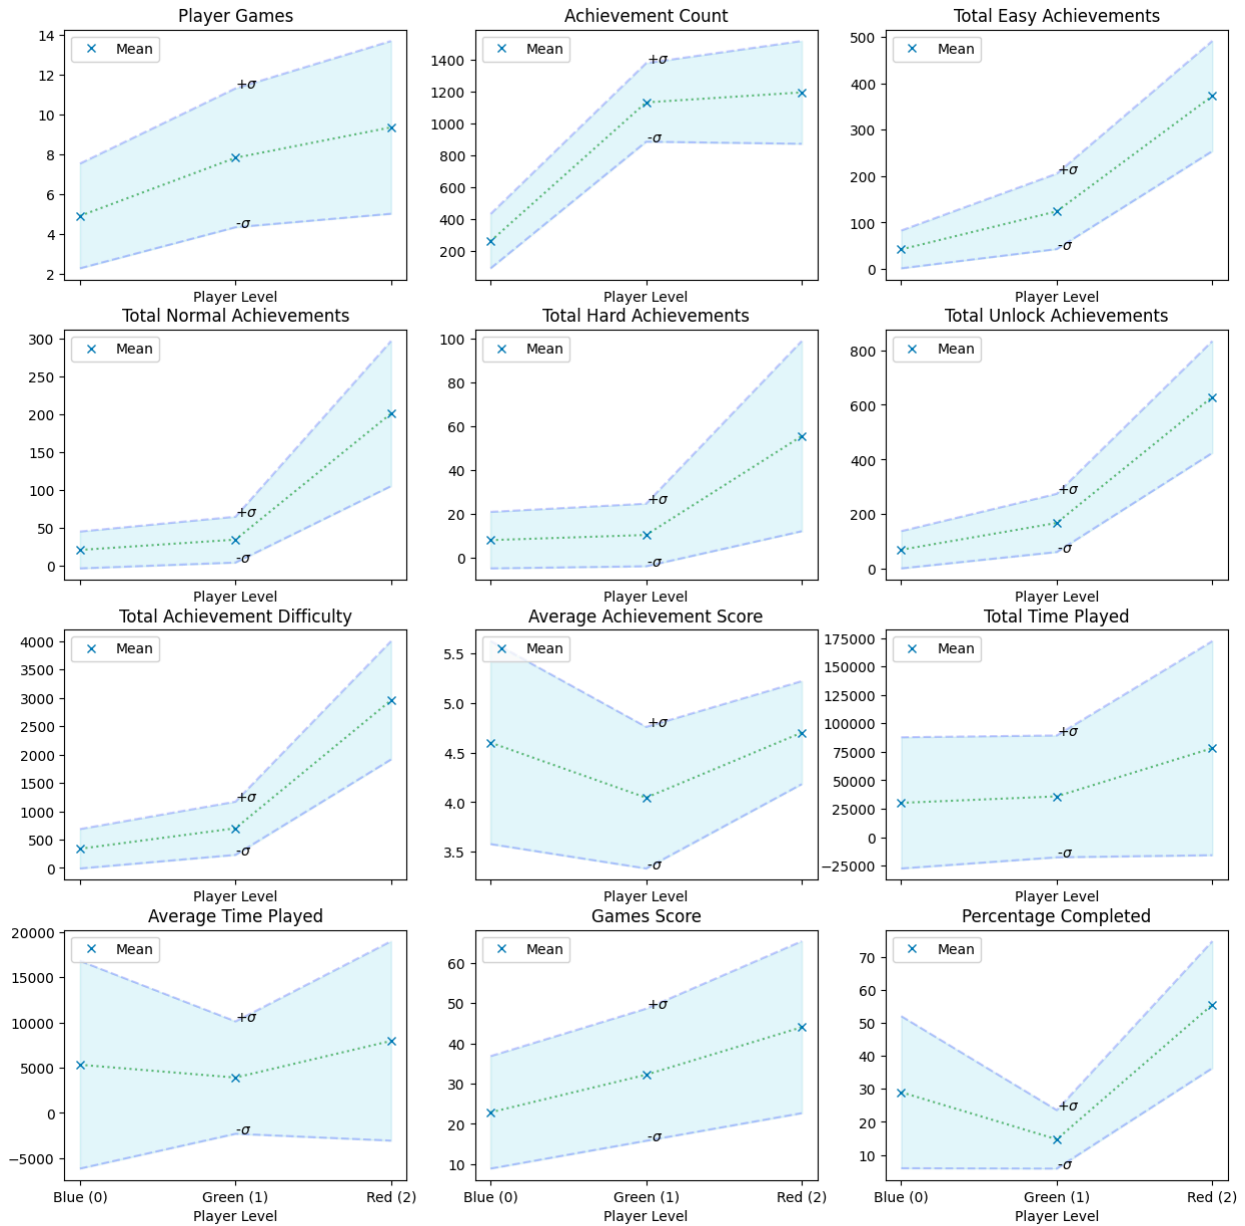 Player Games
Mean
14
12
10
8
6
4
2
+σ
-σ
Player Level
Achievement Count
Mean
1400
1200
1000
800
600
400
200
+σ
-σ
Player Level
Total Easy Achievements
Mean
500
400
300
200
100
0
+σ
-σ
Player Level
Total Normal Achievements
Mean
300
250
200
150
100
50
0
+σ
-σ
Player Level
Total Hard Achievements
Mean
100
80
60
40
20
0
+σ
-σ
Player Level
Total Unlock Achievements
Mean
800
600
400
200
0
+σ
-σ
Player Level
Total Achievement Difficulty
Mean
4000
3500
3000
2500
2000
1500
1000
500
0
+σ
-σ
Player Level
Average Achievement Score
Mean
5.5
5.0
4.5
4.0
3.5
+σ
-σ
Player Level
Total Time Played
Mean
175000
150000
125000
100000
75000
50000
25000
0
−25000
+σ
-σ
Player Level
Average Time Played
Mean
20000
15000
10000
5000
0
−5000
+σ
-σ
Blue (0) Green (1) Red (2)
Player Level
Games Score
Mean
60
50
40
30
20
10
+σ
-σ
Blue (0) Green (1) Red (2)
Player Level
Percentage Completed
Mean
70
60
50
40
30
20
10
+σ
-σ
Blue (0) Green (1) Red (2)
Player Level